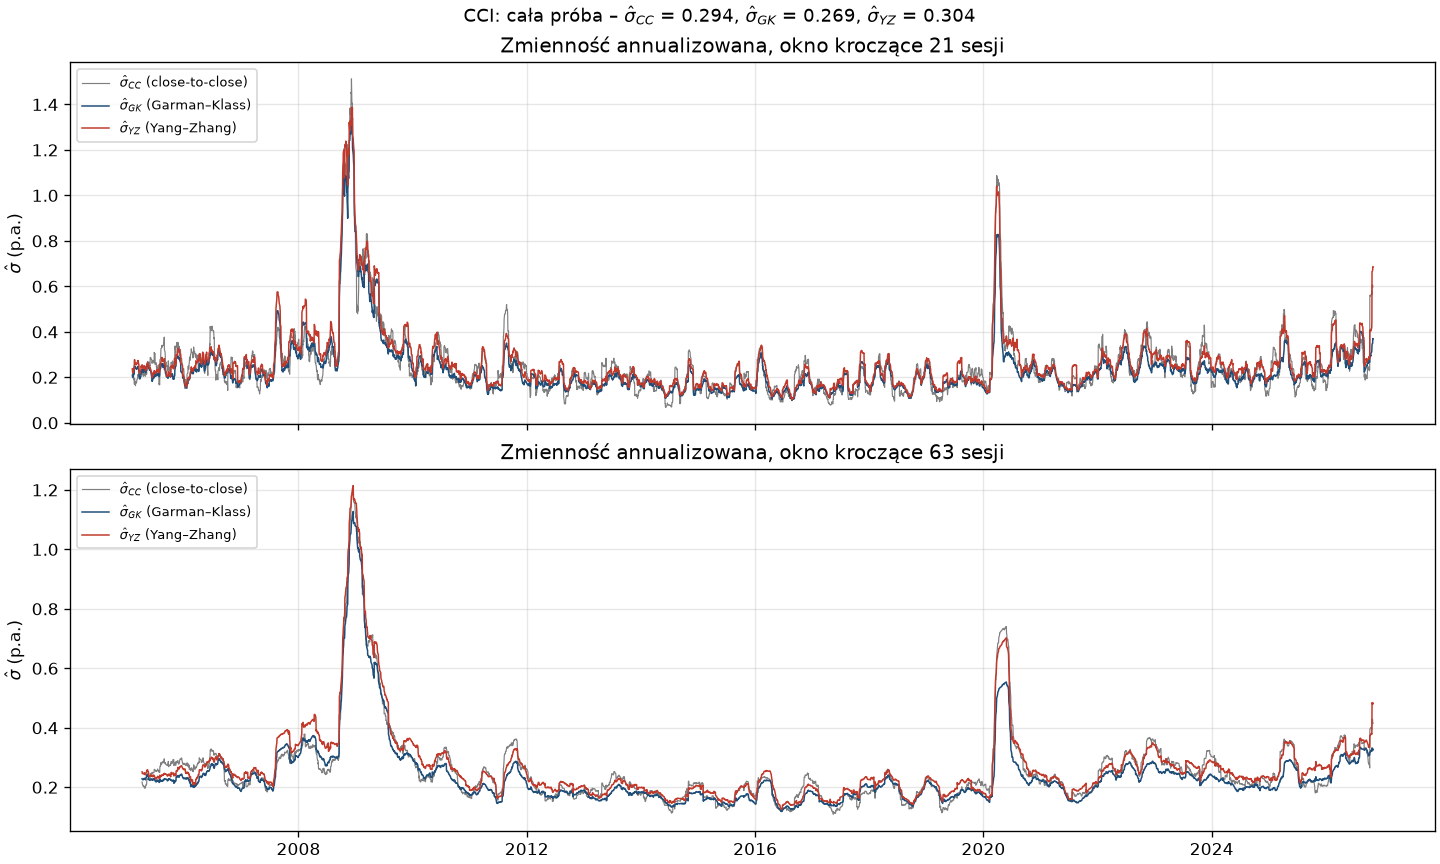 CCI: cała próba – σ̂CC = 0.294, σ̂GK = 0.269, σ̂YZ = 0.304
Zmienność annualizowana, okno kroczące 21 sesji
σ̂CC (close-to-close)
σ̂GK (Garman–Klass)
σ̂YZ (Yang–Zhang)
σ̂ (p.a.)
1.4
1.2
1.0
0.8
0.6
0.4
0.2
0.0
Zmienność annualizowana, okno kroczące 63 sesji
σ̂CC (close-to-close)
σ̂GK (Garman–Klass)
σ̂YZ (Yang–Zhang)
σ̂ (p.a.)
1.2
1.0
0.8
0.6
0.4
0.2
2008 2012 2016 2020 2024